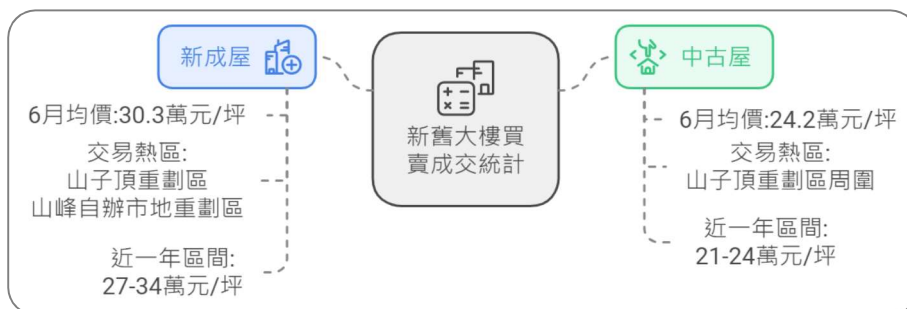 新成屋
6月均價:30.3萬元/坪
交易熱區:
山子頂重劃區
山峰自辦市地重劃區
近一年區間:
27-34萬元/坪
新舊大樓買
賣成交統計
中古屋
6月均價:24.2萬元/坪
交易熱區:
山子頂重劃區周圍
近一年區間:
21-24萬元/坪